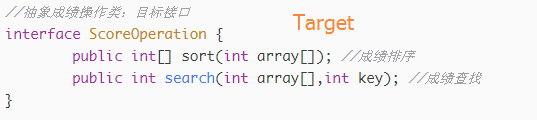 //抽象成绩操作类：目标接口
Target
interface ScoreOperation {
public int[] sort(int array[]); //成绩排序
public int search(int array[],int key); //成绩查找
}